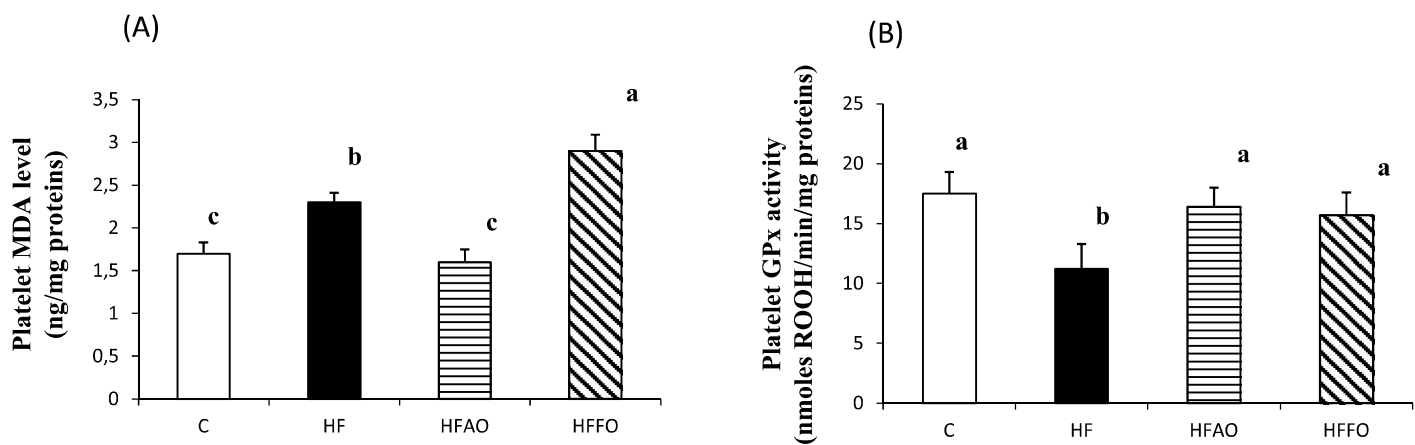 (A)
Platelet MDA level
(ng/mg proteins)
3,5
3
2,5
2
1,5
1
0,5
0
c
b
c
a
C HF HFAO HFFO
(B)
Platelet GPx activity
(nmoles ROOH/min/mg proteins)
25
20
15
10
5
0
a
b
a
a
C HF HFAO HFFO